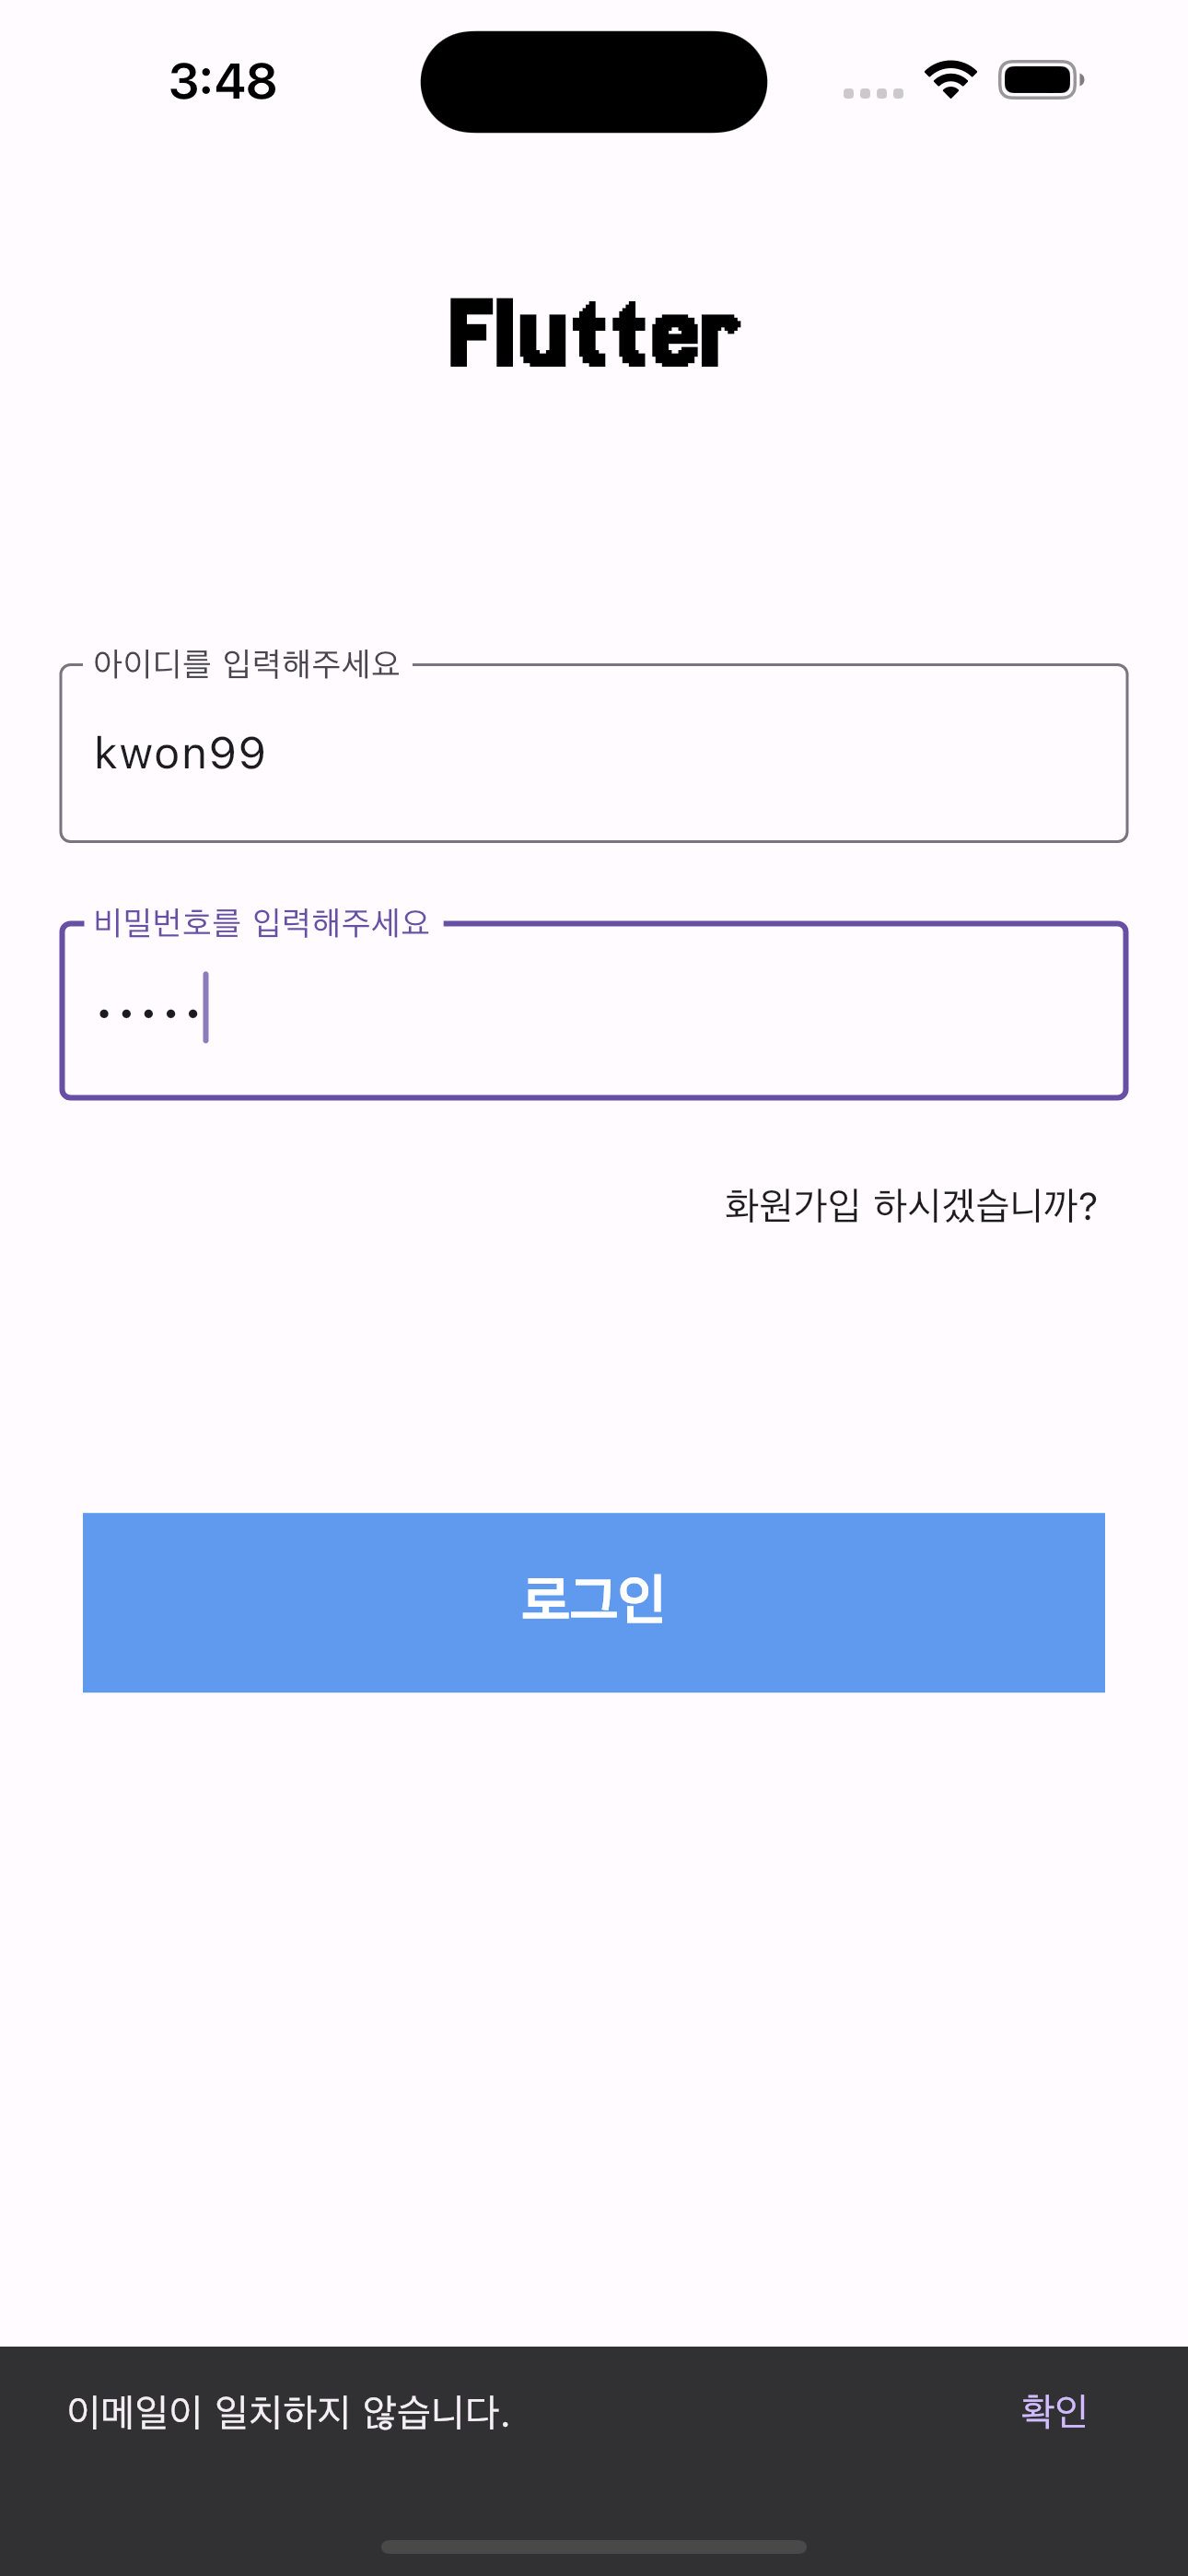 3:48
Flutter
아이디를 입력해주세요
kwon99
비밀번호를 입력해주세요
•••••
화원가입 하시겠습니까?
로그인
이메일이 일치하지 않습니다.
확인